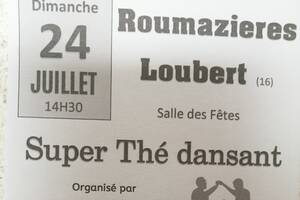 Dimanche
24
JUILLET
14H30
Roumazieres
Loubert (16)
Salle des Fêtes
Super Thé dansant
Organisé par